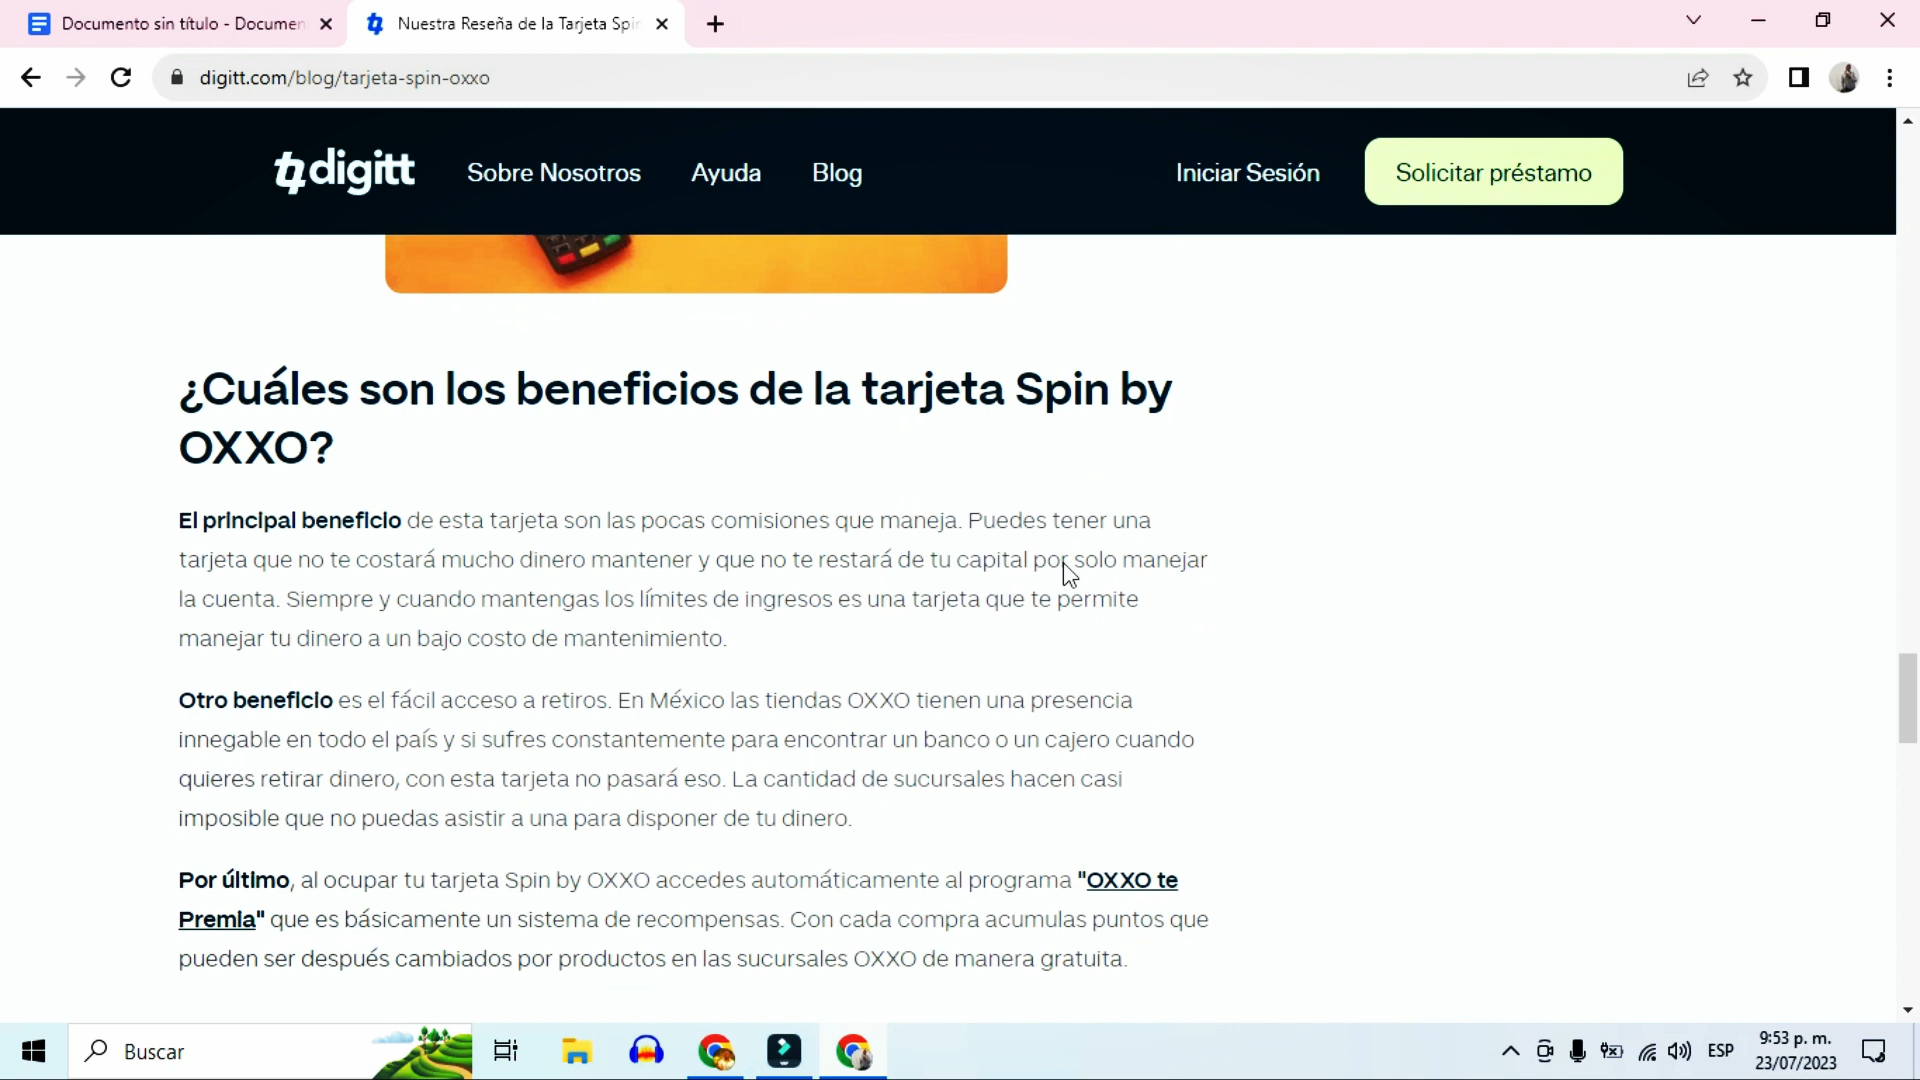 Documento sin título - Documen
Nuestra Reseña de la Tarjeta Spin
digitt.com/blog/tarjeta-spin-oxxo
digitt
Sobre Nosotros
Ayuda
Blog
Iniciar Sesión
Solicitar préstamo
¿Cuáles son los beneficios de la tarjeta Spin by
OXXO?
El principal beneficio de esta tarjeta son las pocas comisiones que maneja. Puedes tener una
tarjeta que no te costará mucho dinero mantener y que no te restará de tu capital por solo manejar
la cuenta. Siempre y cuando mantengas los límites de ingresos es una tarjeta que te permite
manejar tu dinero a un bajo costo de mantenimiento.
Otro beneficio es el fácil acceso a retiros. En México las tiendas OXXO tienen una presencia
innegable en todo el país y si sufres constantemente para encontrar un banco o un cajero cuando
quieres retirar dinero, con esta tarjeta no pasará eso. La cantidad de sucursales hacen casi
imposible que no puedas asistir a una para disponer de tu dinero.
Por último, al ocupar tu tarjeta Spin by OXXO accedes automáticamente al programa "OXXO te
Premia" que es básicamente un sistema de recompensas. Con cada compra acumulas puntos que
pueden ser después cambiados por productos en las sucursales OXXO de manera gratuita.
Buscar
ESP
9:53 p. m.
23/07/2023